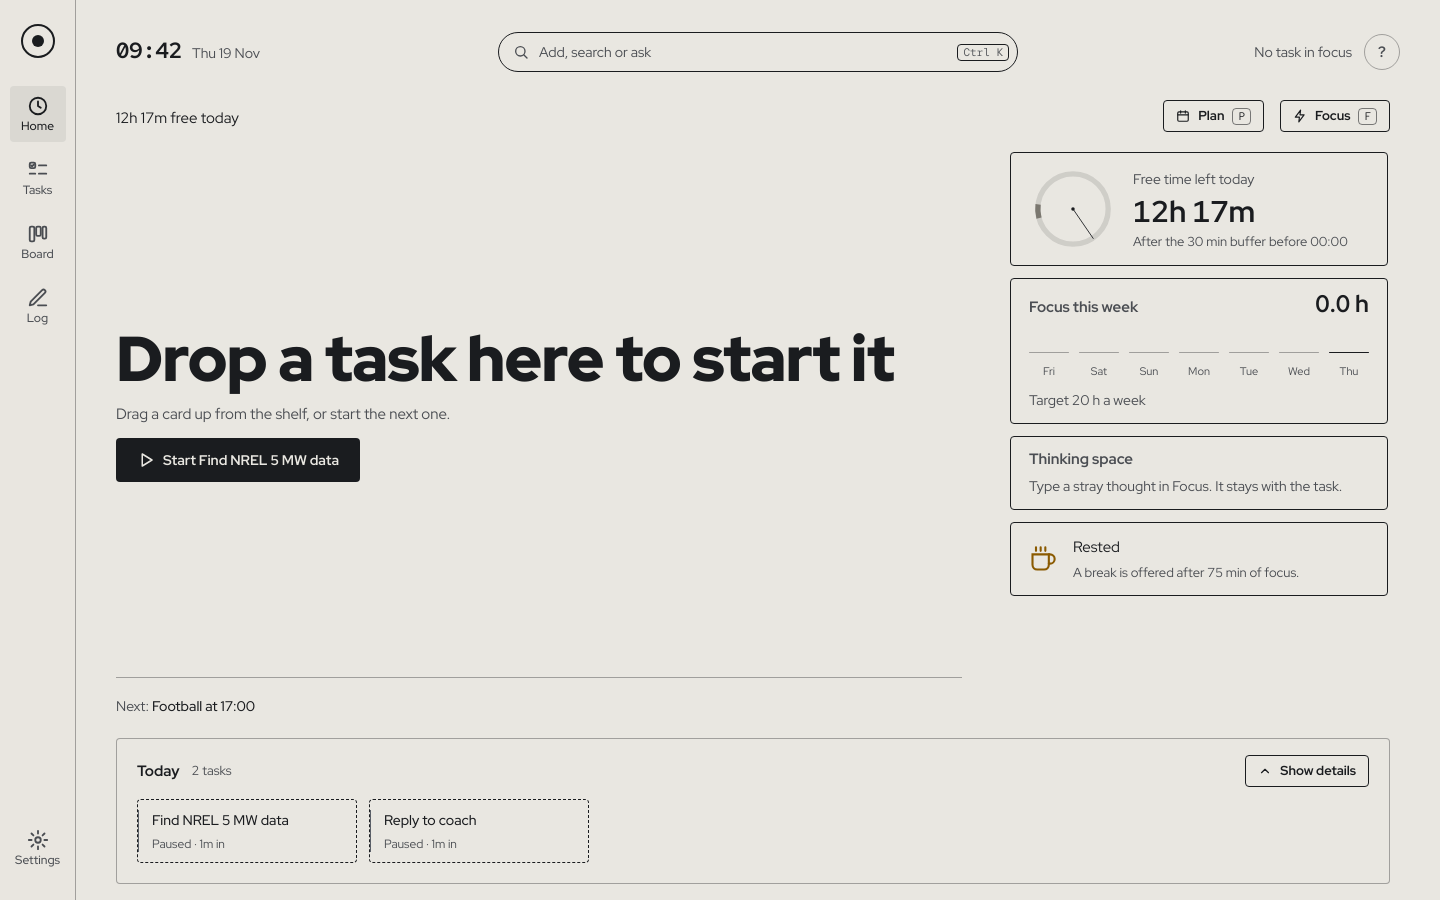 09:42 Thu 19 Nov
Add, search or ask
Ctrl K
No task in focus
?
Home
Tasks
Board
Log
Settings
12h 17m free today
Plan P
Focus F
Drop a task here to start it
Drag a card up from the shelf, or start the next one.
Start Find NREL 5 MW data
Free time left today
12h 17m
After the 30 min buffer before 00:00
Focus this week 0.0 h
Fri Sat Sun Mon Tue Wed Thu
Target 20 h a week
Thinking space
Type a stray thought in Focus. It stays with the task.
Rested
A break is offered after 75 min of focus.
Next: Football at 17:00
Today 2 tasks
Show details
Find NREL 5 MW data
Paused · 1m in
Reply to coach
Paused · 1m in